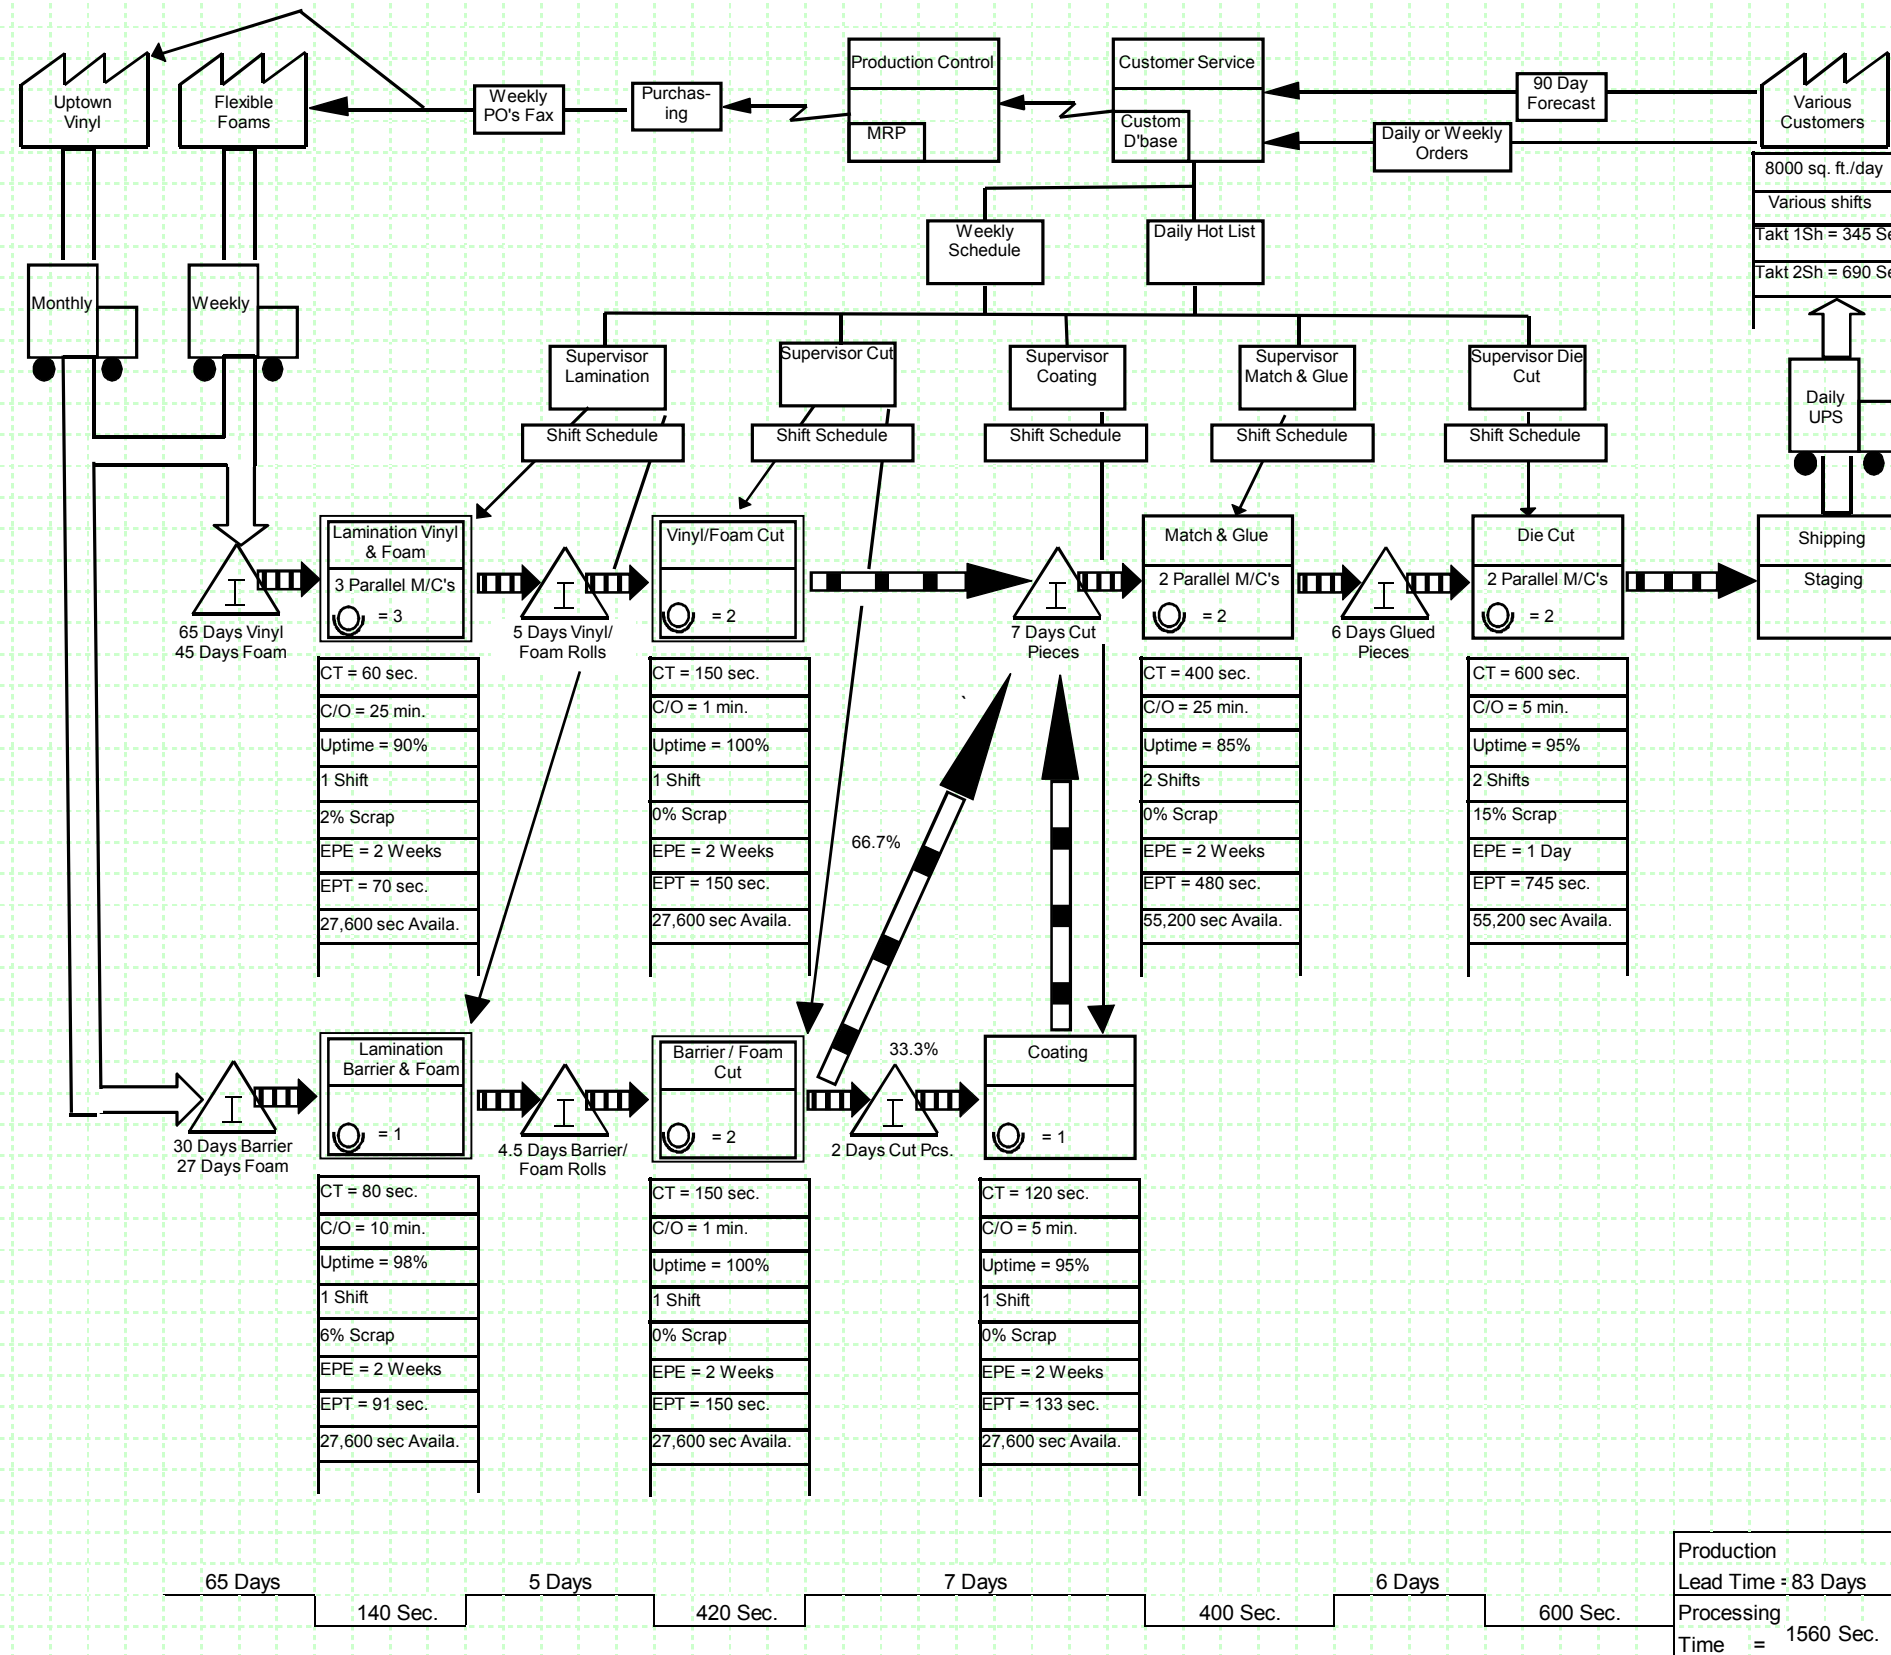 Uptown
Vinyl
Flexible
Foams
Weekly
PO's Fax
Purchas-
ing
Production Control
MRP
Customer Service
Custom
D'base
90 Day
Forecast
Daily or Weekly
Orders
Various
Customers
8000 sq. ft./day
Various shifts
Takt 1Sh = 345 Se
Takt 2Sh = 690 Se
Weekly
Schedule
Daily Hot List
Monthly
Weekly
Supervisor
Lamination
Supervisor Cut
Supervisor
Coating
Supervisor
Match & Glue
Supervisor Die
Cut
Daily
UPS
Shift Schedule
Shift Schedule
Shift Schedule
Shift Schedule
Shift Schedule
I
65 Days Vinyl
45 Days Foam
Lamination Vinyl
& Foam
3 Parallel M/C's
= 3
I
5 Days Vinyl/
Foam Rolls
Vinyl/Foam Cut
= 2
I
7 Days Cut
Pieces
Match & Glue
2 Parallel M/C's
= 2
I
6 Days Glued
Pieces
Die Cut
2 Parallel M/C's
= 2
Shipping
Staging
CT = 60 sec.
C/O = 25 min.
Uptime = 90%
1 Shift
2% Scrap
EPE = 2 Weeks
EPT = 70 sec.
27,600 sec Availa.
CT = 150 sec.
C/O = 1 min.
Uptime = 100%
1 Shift
0% Scrap
EPE = 2 Weeks
EPT = 150 sec.
27,600 sec Availa.
CT = 400 sec.
C/O = 25 min.
Uptime = 85%
2 Shifts
0% Scrap
EPE = 2 Weeks
EPT = 480 sec.
55,200 sec Availa.
CT = 600 sec.
C/O = 5 min.
Uptime = 95%
2 Shifts
15% Scrap
EPE = 1 Day
EPT = 745 sec.
55,200 sec Availa.
66.7%
33.3%
I
30 Days Barrier
27 Days Foam
Lamination
Barrier & Foam
= 1
I
4.5 Days Barrier/
Foam Rolls
Barrier / Foam
Cut
= 2
I
2 Days Cut Pcs.
Coating
= 1
CT = 80 sec.
C/O = 10 min.
Uptime = 98%
1 Shift
6% Scrap
EPE = 2 Weeks
EPT = 91 sec.
27,600 sec Availa.
CT = 150 sec.
C/O = 1 min.
Uptime = 100%
1 Shift
0% Scrap
EPE = 2 Weeks
EPT = 150 sec.
27,600 sec Availa.
CT = 120 sec.
C/O = 5 min.
Uptime = 95%
1 Shift
0% Scrap
EPE = 2 Weeks
EPT = 133 sec.
27,600 sec Availa.
65 Days
140 Sec.
5 Days
420 Sec.
7 Days
400 Sec.
6 Days
600 Sec.
Production
Lead Time = 83 Days
Processing
Time = 1560 Sec.